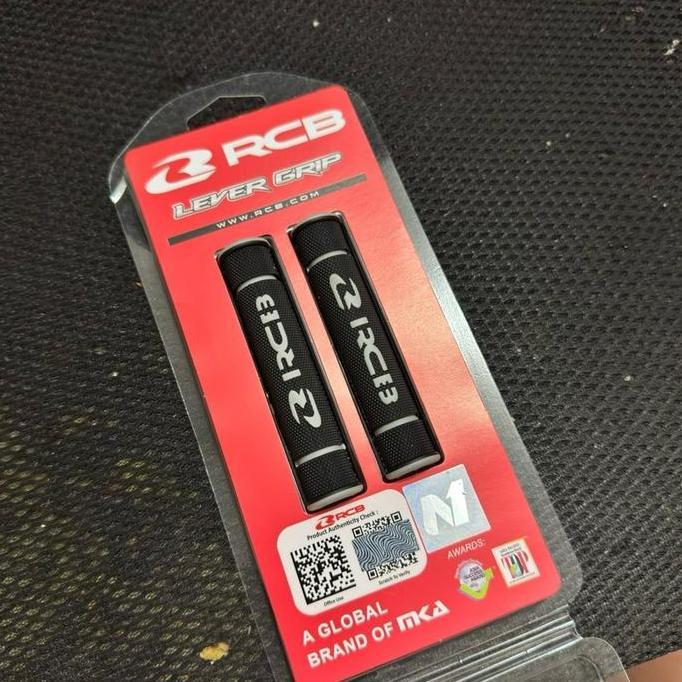 RCB
LEVER GRIP
WWW.RCB.COM
RCB
RCB
RCB
Product Authenticity Check :
Office Use
Scratch To Verify
AWARDS:
A GLOBAL
BRAND OF MKA